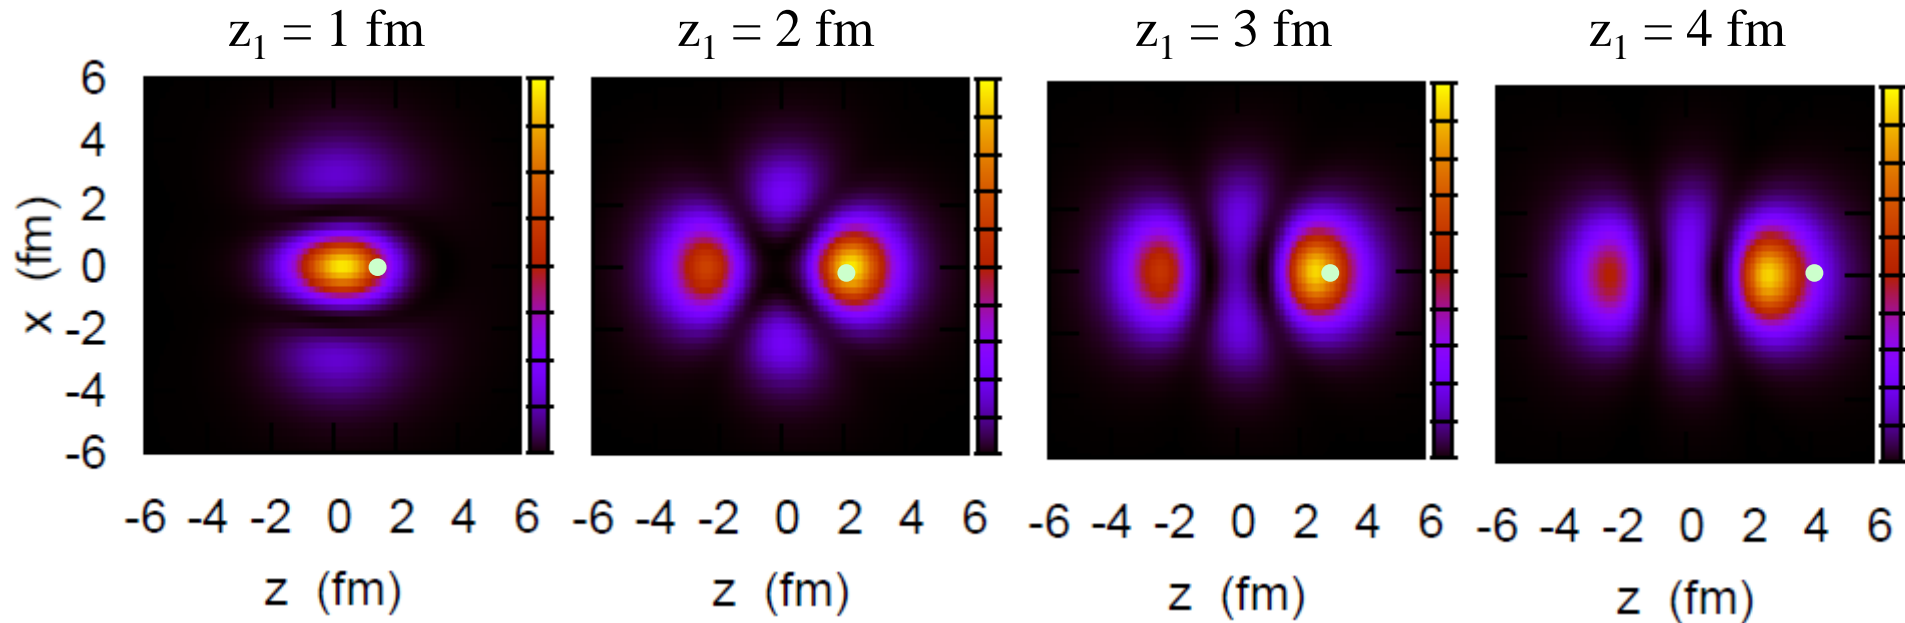 z₁ = 1 fm
z₁ = 2 fm
z₁ = 3 fm
z₁ = 4 fm
6
4
2
0
-2
-4
-6
x (fm)
-6 -4 -2 0 2 4 6
-6 -4 -2 0 2 4 6
-6 -4 -2 0 2 4 6
-6 -4 -2 0 2 4 6
z (fm)
z (fm)
z (fm)
z (fm)